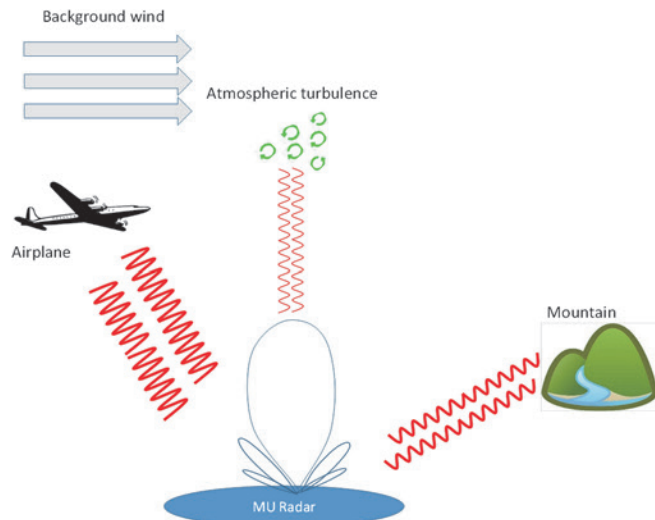 Background wind
Atmospheric turbulence
Airplane
Mountain
MU Radar